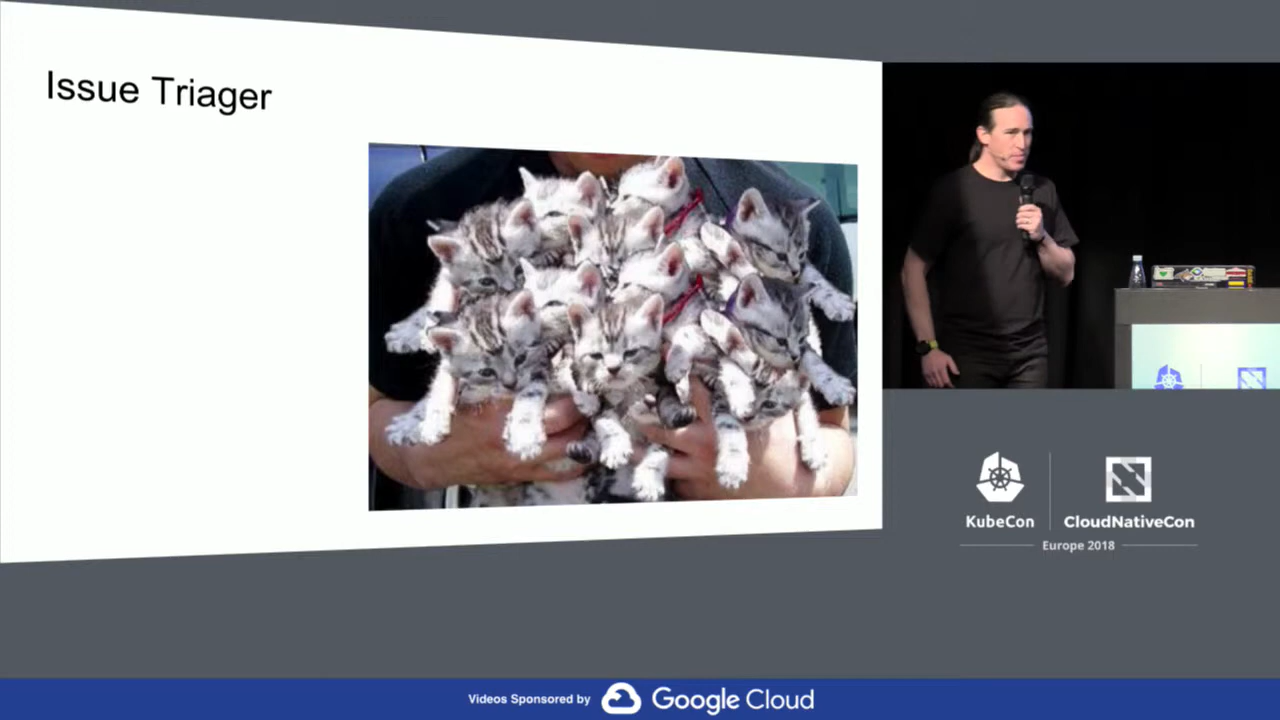 Issue Triager
KubeCon
CloudNativeCon
Europe 2018
Videos Sponsored by
Google Cloud